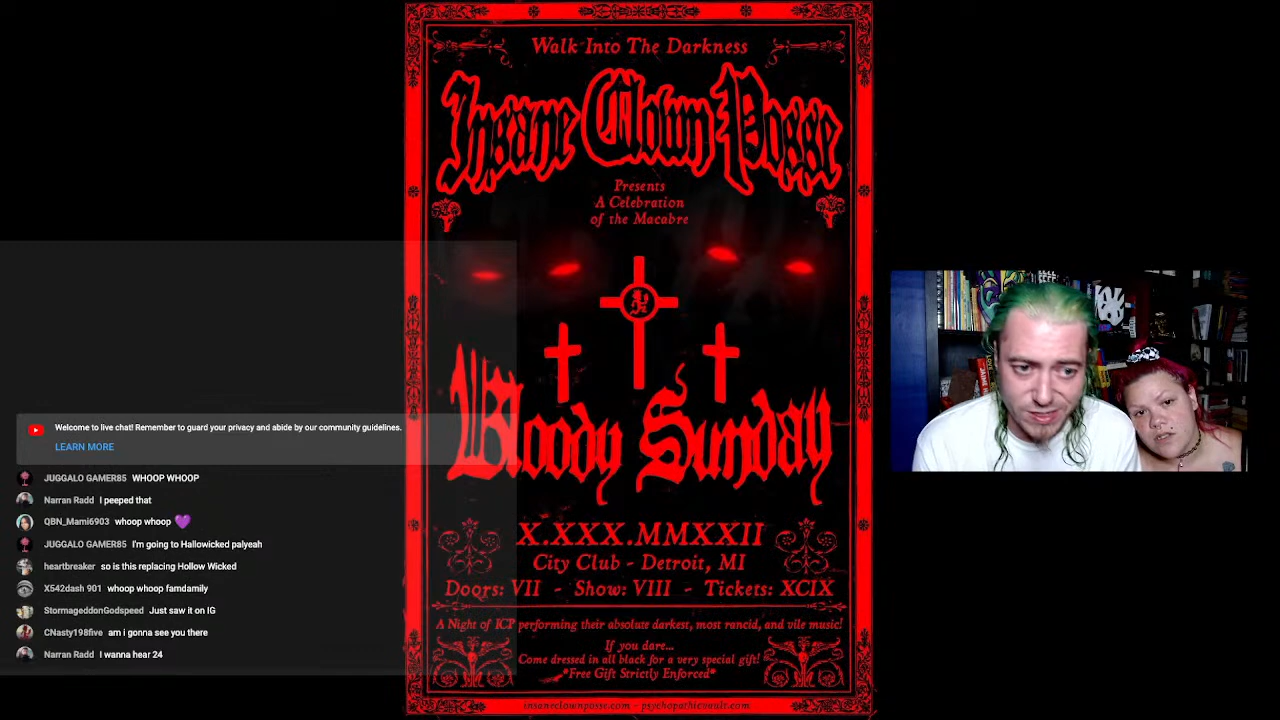 Walk Into The Darkness
Insane Clown Posse
Presents
A Celebration
of the Macabre
Bloody Sunday
X.XXX.MMXXII
City Club - Detroit, MI
Doors: VII - Show: VIII - Tickets: XCIX
A Night of ICP performing their absolute darkest, most rancid, and vile music!
If you dare...
Come dressed in all black for a very special gift!
*Free Gift Strictly Enforced*
insaneclownposse.com - psychopathicvault.com
Welcome to live chat! Remember to guard your privacy and abide by our community guidelines.
LEARN MORE
JUGGALO GAMER85 WHOOP WHOOP
Narran Radd I peeped that
QBN_Mami6903 whoop whoop 💜
JUGGALO GAMER85 I'm going to Hallowicked palyeah
heartbreaker so is this replacing Hollow Wicked
X542dash 901 whoop whoop famdamily
StormageddonGodspeed Just saw it on IG
CNasty198five am i gonna see you there
Narran Radd I wanna hear 24